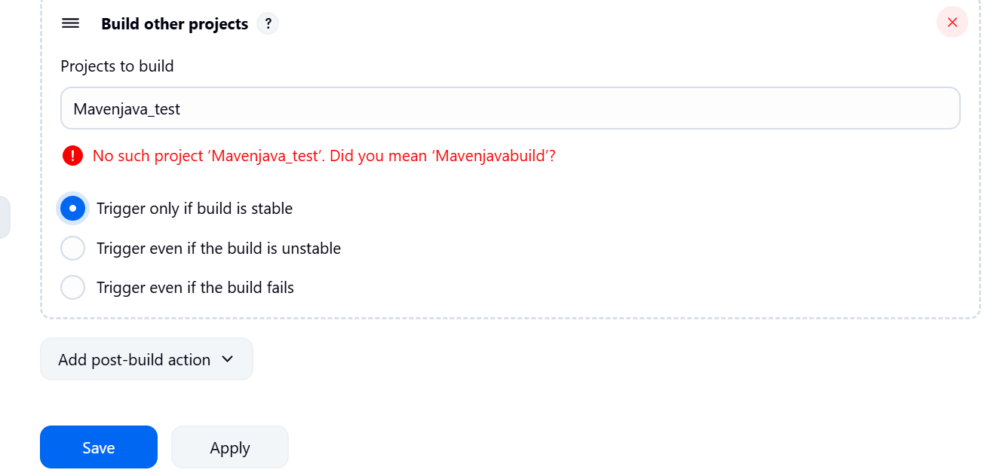 Build other projects ?
Projects to build
Mavenjava_test
No such project ‘Mavenjava_test’. Did you mean ‘Mavenjavabuild’?
Trigger only if build is stable
Trigger even if the build is unstable
Trigger even if the build fails
Add post-build action
Save Apply